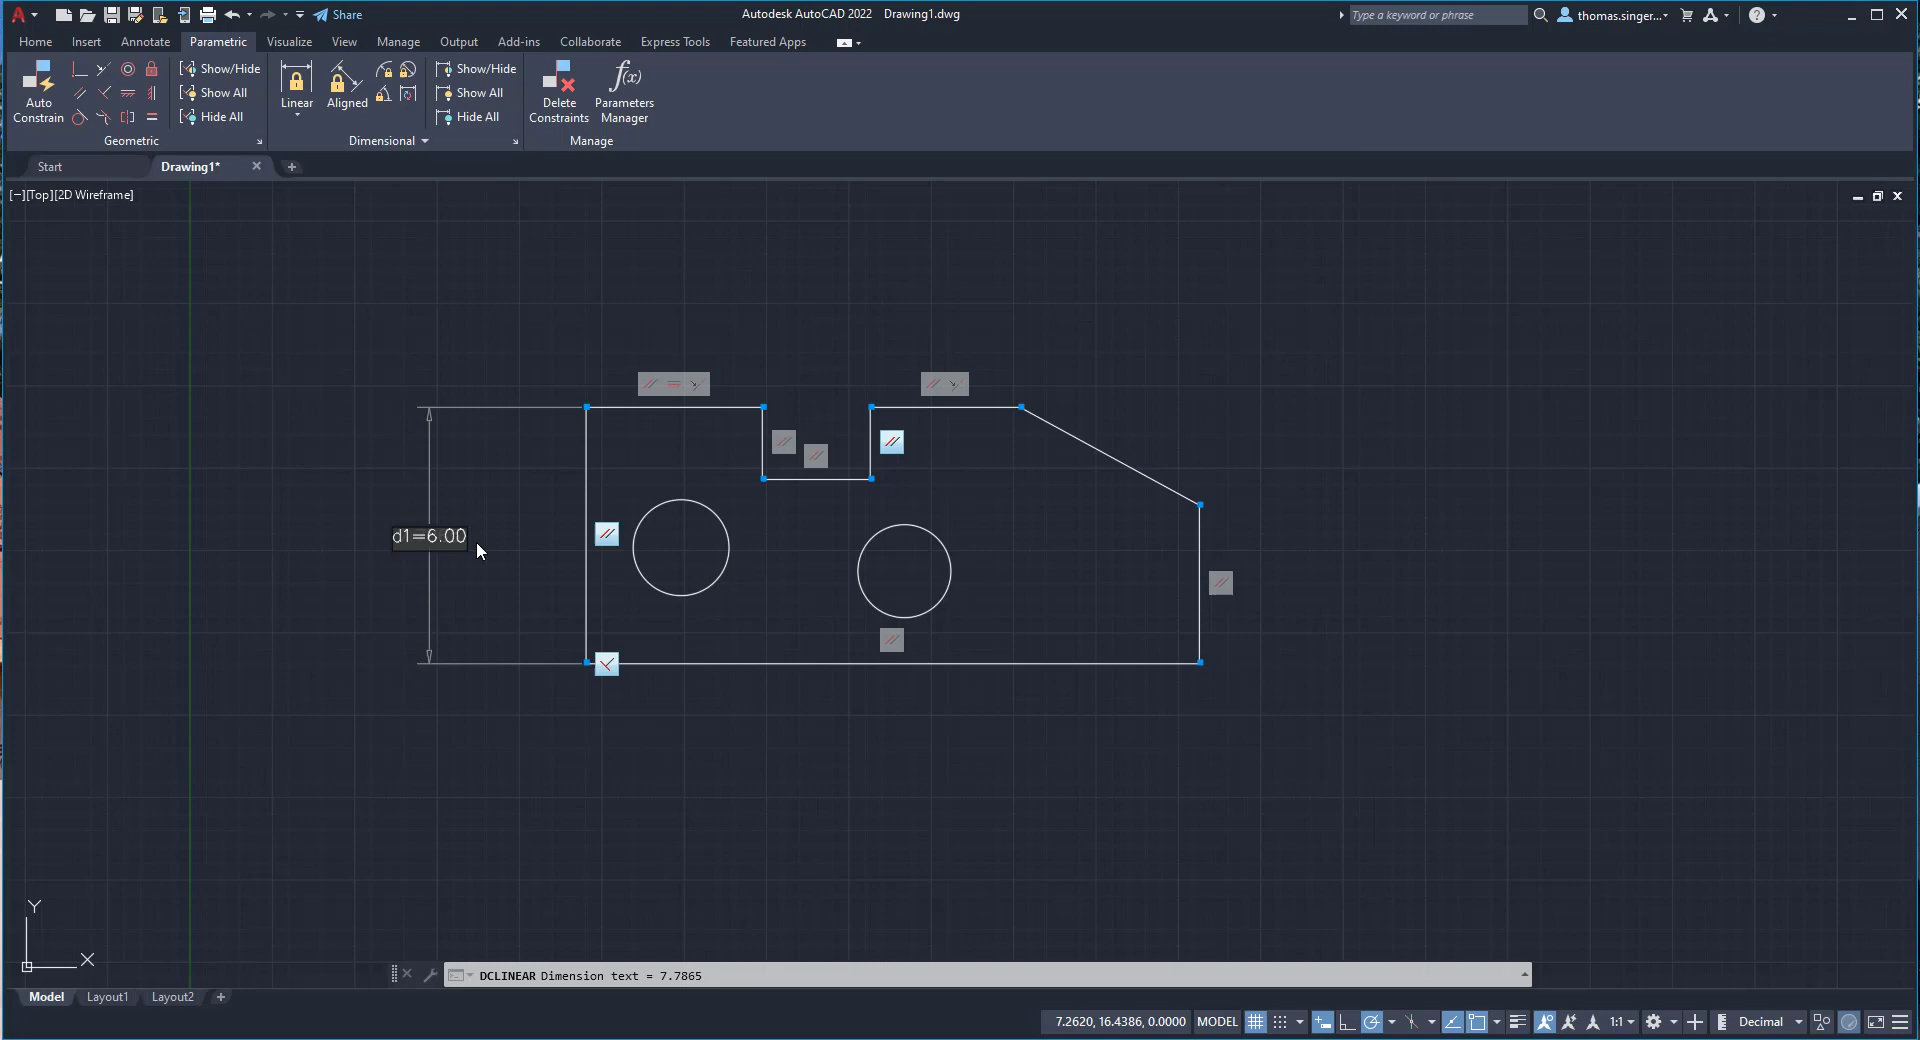 Share
Autodesk AutoCAD 2022 Drawing1.dwg
Type a keyword or phrase
thomas.singer...
Home Insert Annotate Parametric Visualize View Manage Output Add-ins Collaborate Express Tools Featured Apps
Auto Constrain
Show/Hide
Show All
Hide All
Geometric
Linear
Aligned
Show/Hide
Show All
Hide All
Dimensional
Delete Constraints
f(x)
Parameters Manager
Manage
Start
Drawing1*
[−][Top][2D Wireframe]
d1=6.00
Y
X
DCLINEAR Dimension text = 7.7865
Model Layout1 Layout2
7.2620, 16.4386, 0.0000 MODEL
1:1
Decimal